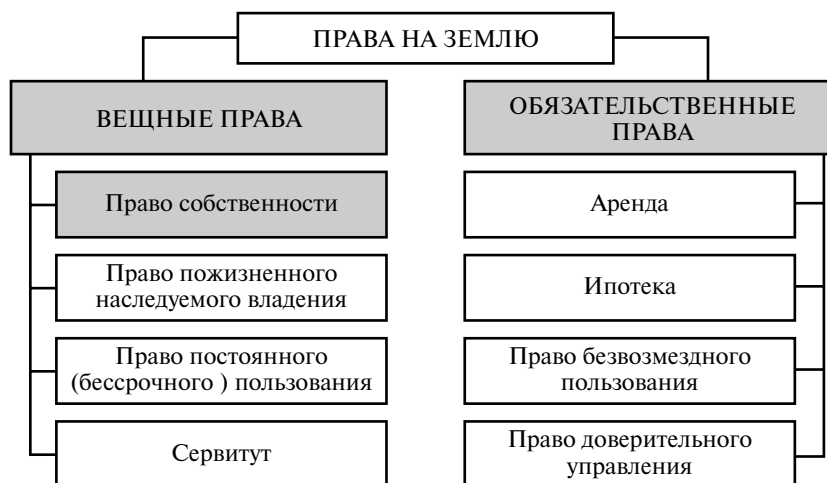 ПРАВА НА ЗЕМЛЮ
ВЕЩНЫЕ ПРАВА
Право собственности
Право пожизненного
наследуемого владения
Право постоянного
(бессрочного ) пользования
Сервитут
ОБЯЗАТЕЛЬСТВЕННЫЕ
ПРАВА
Аренда
Ипотека
Право безвозмездного
пользования
Право доверительного
управления